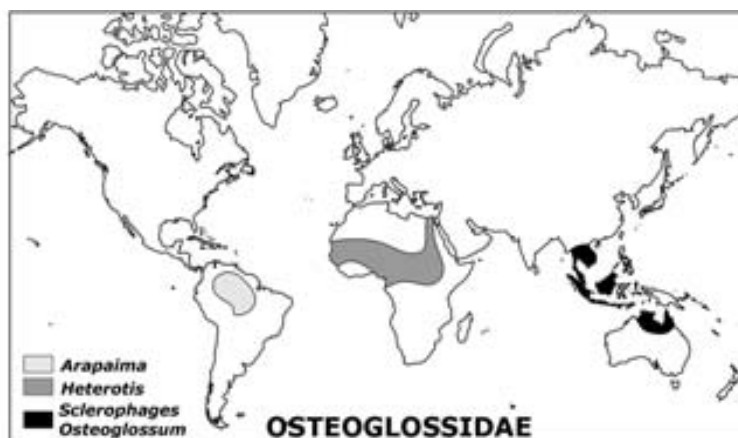 Arapaima
Heterotis
Sclerophages
Osteoglossum
OSTEOGLOSSIDAE